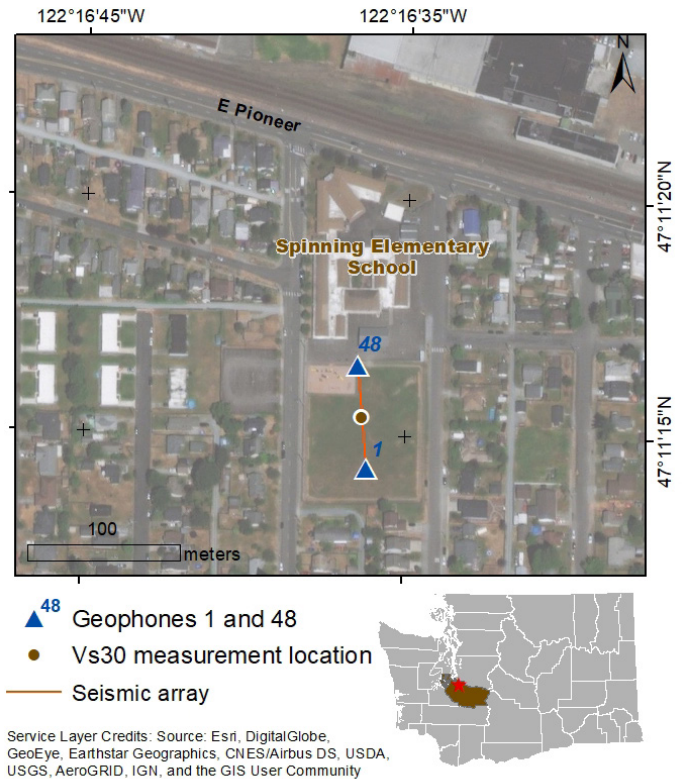 122°16'45"W
122°16'35"W
N
E Pioneer
47°11'20"N
Spinning Elementary
School
48
1
47°11'15"N
100
meters
48
Geophones 1 and 48
Vs30 measurement location
Seismic array
Service Layer Credits: Source: Esri, DigitalGlobe,
GeoEye, Earthstar Geographics, CNES/Airbus DS, USDA,
USGS, AeroGRID, IGN, and the GIS User Community